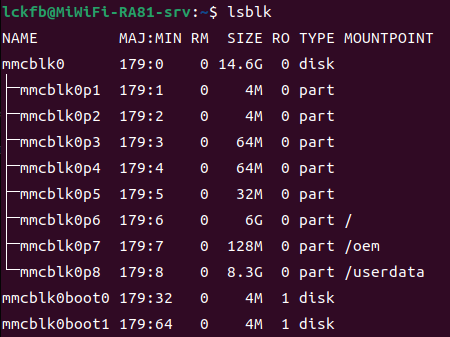 lckfb@MiWiFi-RA81-srv:~$ lsblk
NAME         MAJ:MIN RM  SIZE RO TYPE MOUNTPOINT
mmcblk0      179:0    0 14.6G  0 disk
├─mmcblk0p1  179:1    0    4M  0 part
├─mmcblk0p2  179:2    0    4M  0 part
├─mmcblk0p3  179:3    0   64M  0 part
├─mmcblk0p4  179:4    0   64M  0 part
├─mmcblk0p5  179:5    0   32M  0 part
├─mmcblk0p6  179:6    0    6G  0 part /
├─mmcblk0p7  179:7    0  128M  0 part /oem
└─mmcblk0p8  179:8    0  8.3G  0 part /userdata
mmcblk0boot0 179:32   0    4M  1 disk
mmcblk0boot1 179:64   0    4M  1 disk